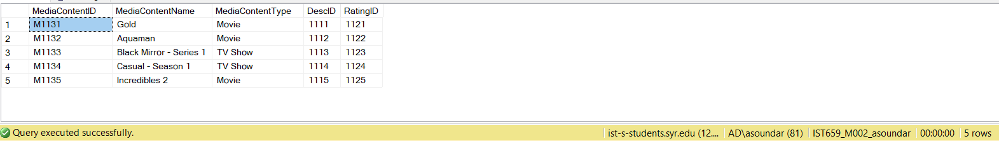 MediaContentID MediaContentName MediaContentType DescID RatingID
1 M1131 Gold Movie 1111 1121
2 M1132 Aquaman Movie 1112 1122
3 M1133 Black Mirror - Series 1 TV Show 1113 1123
4 M1134 Casual - Season 1 TV Show 1114 1124
5 M1135 Incredibles 2 Movie 1115 1125
Query executed successfully. ist-s-students.syr.edu (12.... AD\asoundar (81) IST659_M002_asoundar 00:00:00 5 rows